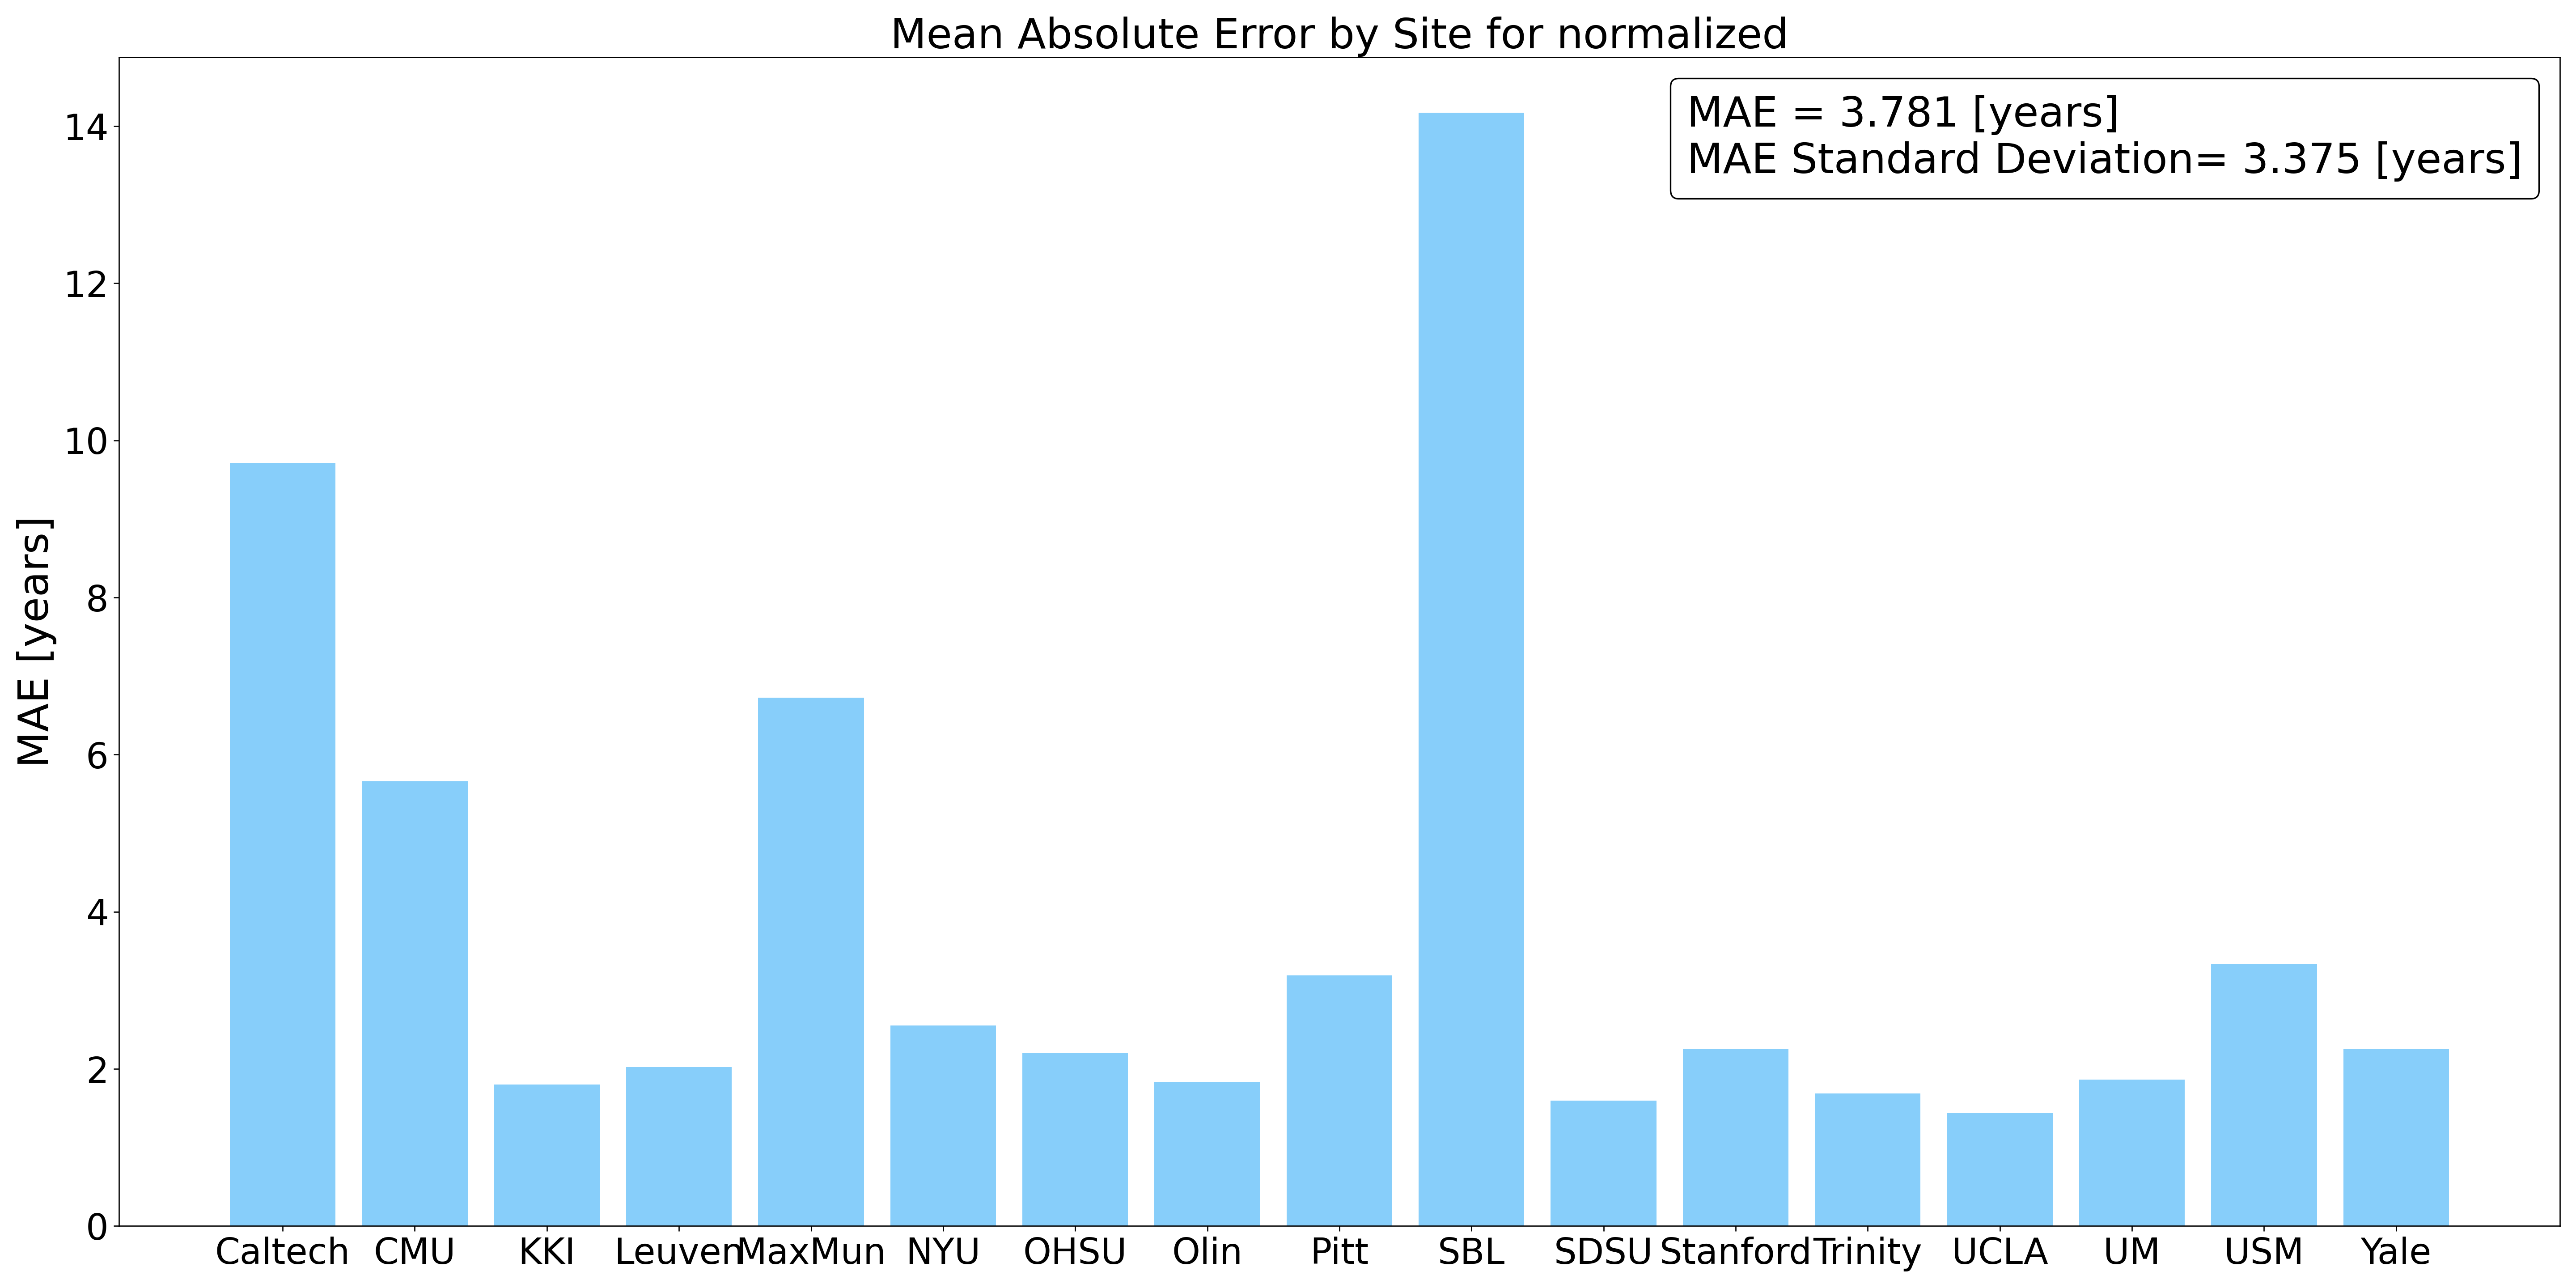 Mean Absolute Error by Site for normalized
MAE = 3.781 [years]
MAE Standard Deviation= 3.375 [years]
MAE [years]
14
12
10
8
6
4
2
0
Caltech CMU KKI Leuven MaxMun NYU OHSU Olin Pitt SBL SDSU Stanford Trinity UCLA UM USM Yale